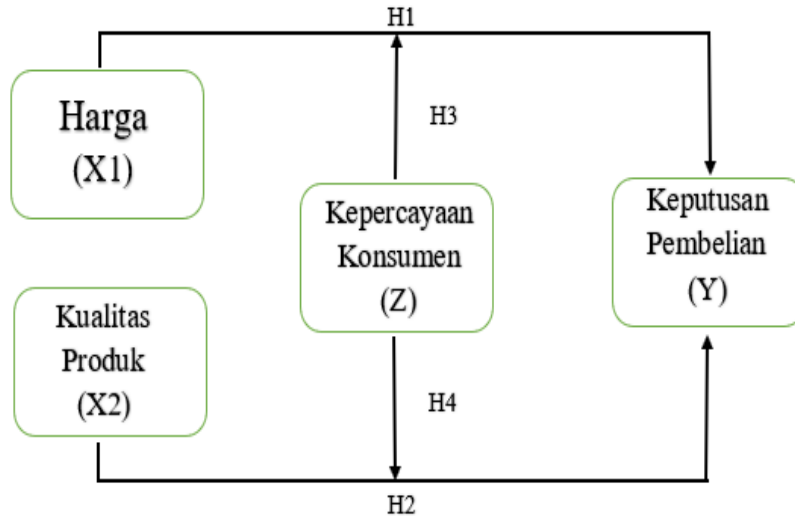 H1
Harga
(X1)
H3
Kepercayaan
Konsumen
(Z)
Keputusan
Pembelian
(Y)
Kualitas
Produk
(X2)
H4
H2